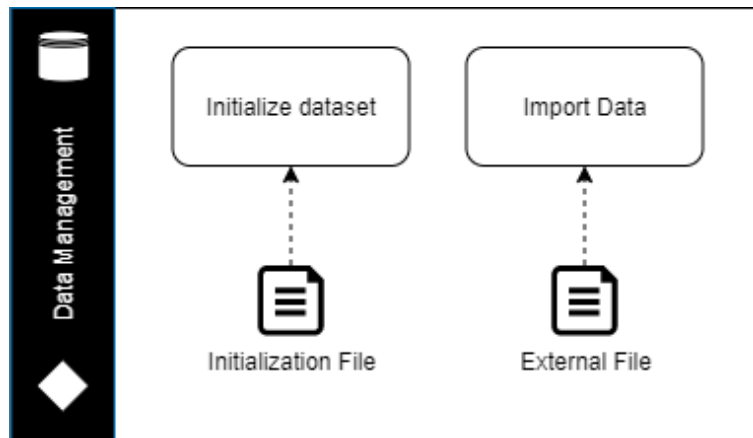 Data Management
Initialize dataset
Import Data
Initialization File
External File